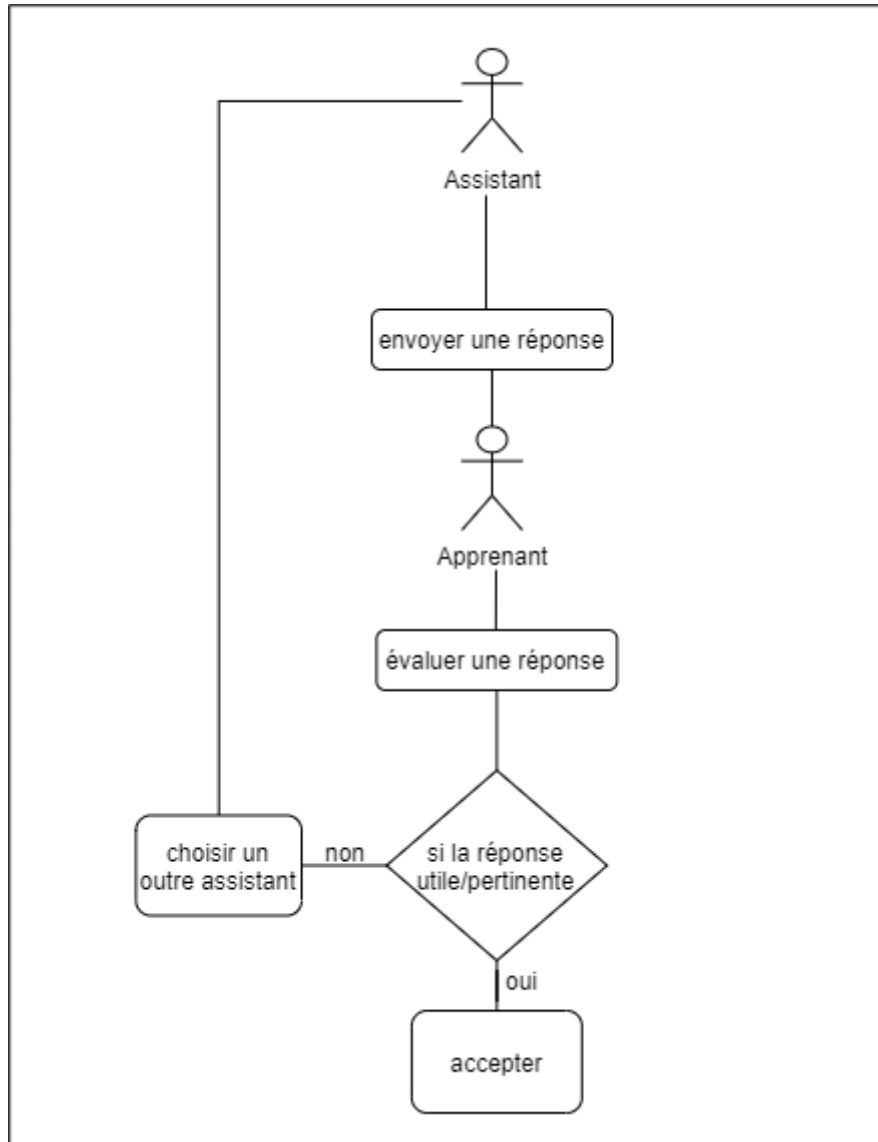 Assistant
envoyer une réponse
Apprenant
évaluer une réponse
si la réponse
utile/pertinente
non
choisir un
outre assistant
oui
accepter